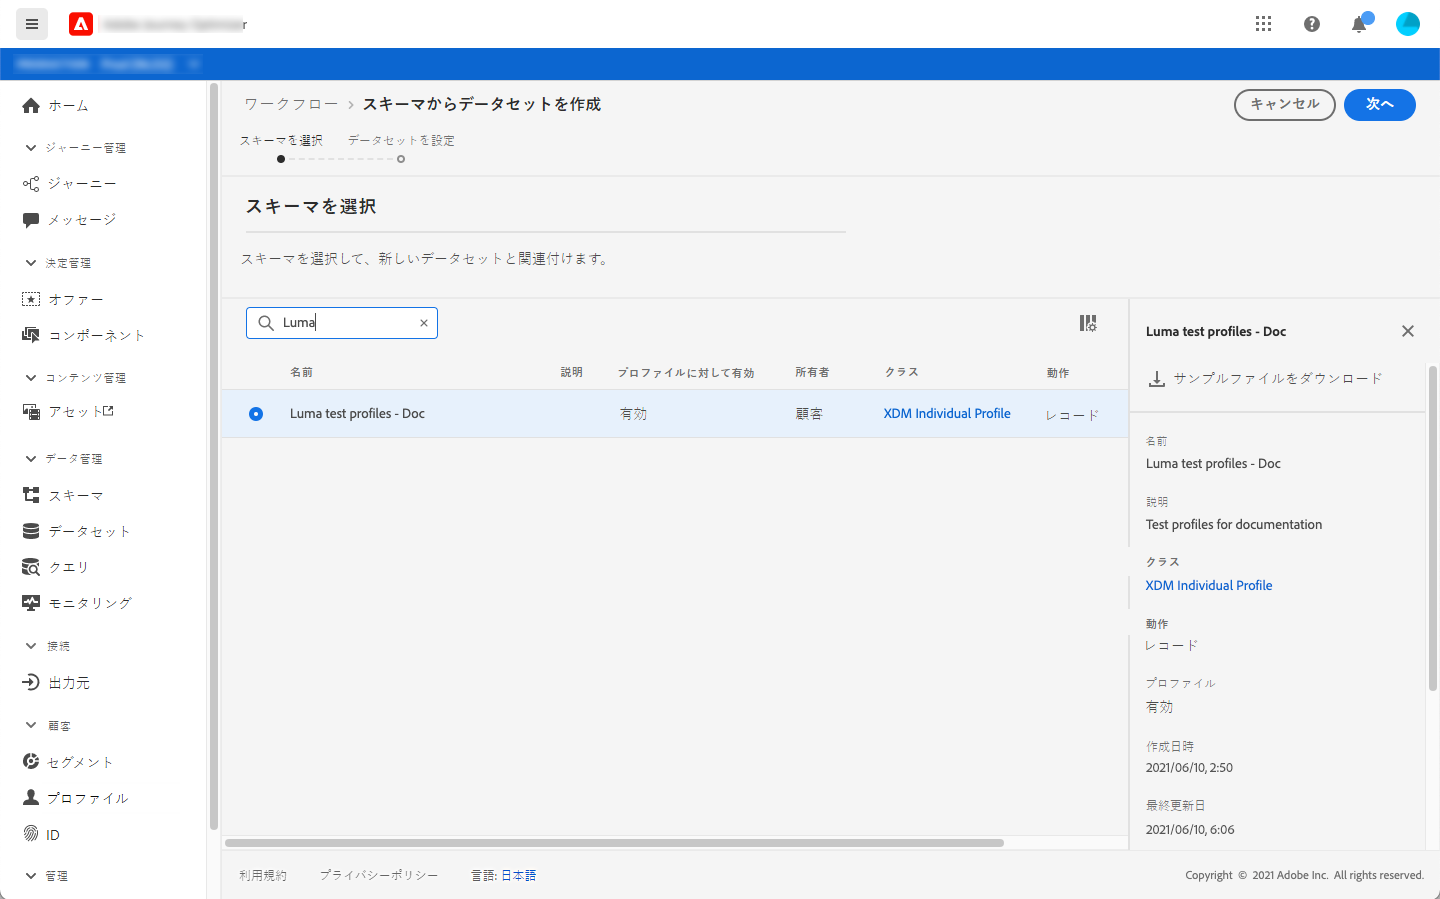 ホーム
ジャーニー管理
ジャーニー
メッセージ
決定管理
オファー
コンポーネント
コンテンツ管理
アセット
データ管理
スキーマ
データセット
クエリ
モニタリング
接続
出力元
顧客
セグメント
プロファイル
ID
管理
ワークフロー > スキーマからデータセットを作成
キャンセル
次へ
スキーマを選択
データセットを設定
スキーマを選択
スキーマを選択して、新しいデータセットと関連付けます。
Luma
名前 説明 プロファイルに対して有効 所有者 クラス 動作
Luma test profiles - Doc 有効 顧客 XDM Individual Profile レコード
Luma test profiles - Doc
サンプルファイルをダウンロード
名前
Luma test profiles - Doc
説明
Test profiles for documentation
クラス
XDM Individual Profile
動作
レコード
プロファイル
有効
作成日時
2021/06/10, 2:50
最終更新日
2021/06/10, 6:06
利用規約 プライバシーポリシー 言語: 日本語
Copyright © 2021 Adobe Inc. All rights reserved.